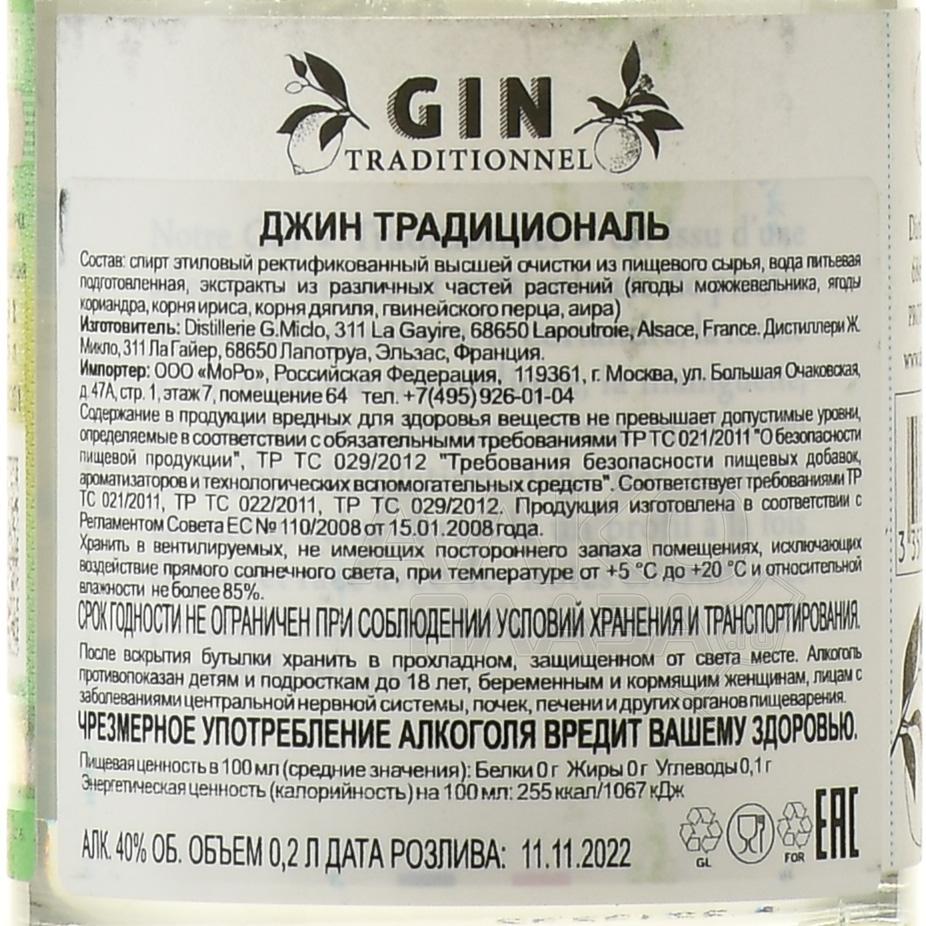 GIN
TRADITIONNEL
ДЖИН ТРАДИЦИОНАЛЬ
Состав: спирт этиловый ректификованный высшей очистки из пищевого сырья, вода питьевая
подготовленная, экстракты из различных частей растений (ягоды можжевельника, ягоды
кориандра, корня ириса, корня дягиля, гвинейского перца, аира)
Изготовитель: Distillerie G.Miclo, 311 La Gayire, 68650 Lapoutroie, Alsace, France. Дистиллери Ж.
Микло, 311 Ла Гайер, 68650 Лапотруа, Эльзас, Франция.
Импортер: ООО «МоРо», Российская Федерация, 119361, г. Москва, ул. Большая Очаковская,
д. 47А, стр. 1, этаж 7, помещение 64 тел. +7(495) 926-01-04
Содержание в продукции вредных для здоровья веществ не превышает допустимые уровни,
определяемые в соответствии с обязательными требованиями ТР ТС 021/2011 "О безопасности
пищевой продукции", ТР ТС 029/2012 "Требования безопасности пищевых добавок,
ароматизаторов и технологических вспомогательных средств". Соответствует требованиям ТР
ТС 021/2011, ТР ТС 022/2011, ТР ТС 029/2012. Продукция изготовлена в соответствии с
Регламентом Совета ЕС № 110/2008 от 15.01.2008 года.
Хранить в вентилируемых, не имеющих постороннего запаха помещениях, исключающих
воздействие прямого солнечного света, при температуре от +5 °C до +20 °C и относительной
влажности не более 85%.
СРОК ГОДНОСТИ НЕ ОГРАНИЧЕН ПРИ СОБЛЮДЕНИИ УСЛОВИЙ ХРАНЕНИЯ И ТРАНСПОРТИРОВАНИЯ.
После вскрытия бутылки хранить в прохладном, защищенном от света месте. Алкоголь
противопоказан детям и подросткам до 18 лет, беременным и кормящим женщинам, лицам с
заболеваниями центральной нервной системы, почек, печени и других органов пищеварения.
ЧРЕЗМЕРНОЕ УПОТРЕБЛЕНИЕ АЛКОГОЛЯ ВРЕДИТ ВАШЕМУ ЗДОРОВЬЮ.
Пищевая ценность в 100 мл (средние значения): Белки 0 г Жиры 0 г Углеводы 0,1 г
Энергетическая ценность (калорийность) на 100 мл: 255 ккал/1067 кДж
АЛК. 40% ОБ. ОБЪЕМ 0,2 Л ДАТА РОЗЛИВА: 11.11.2022
GL FOR EAC